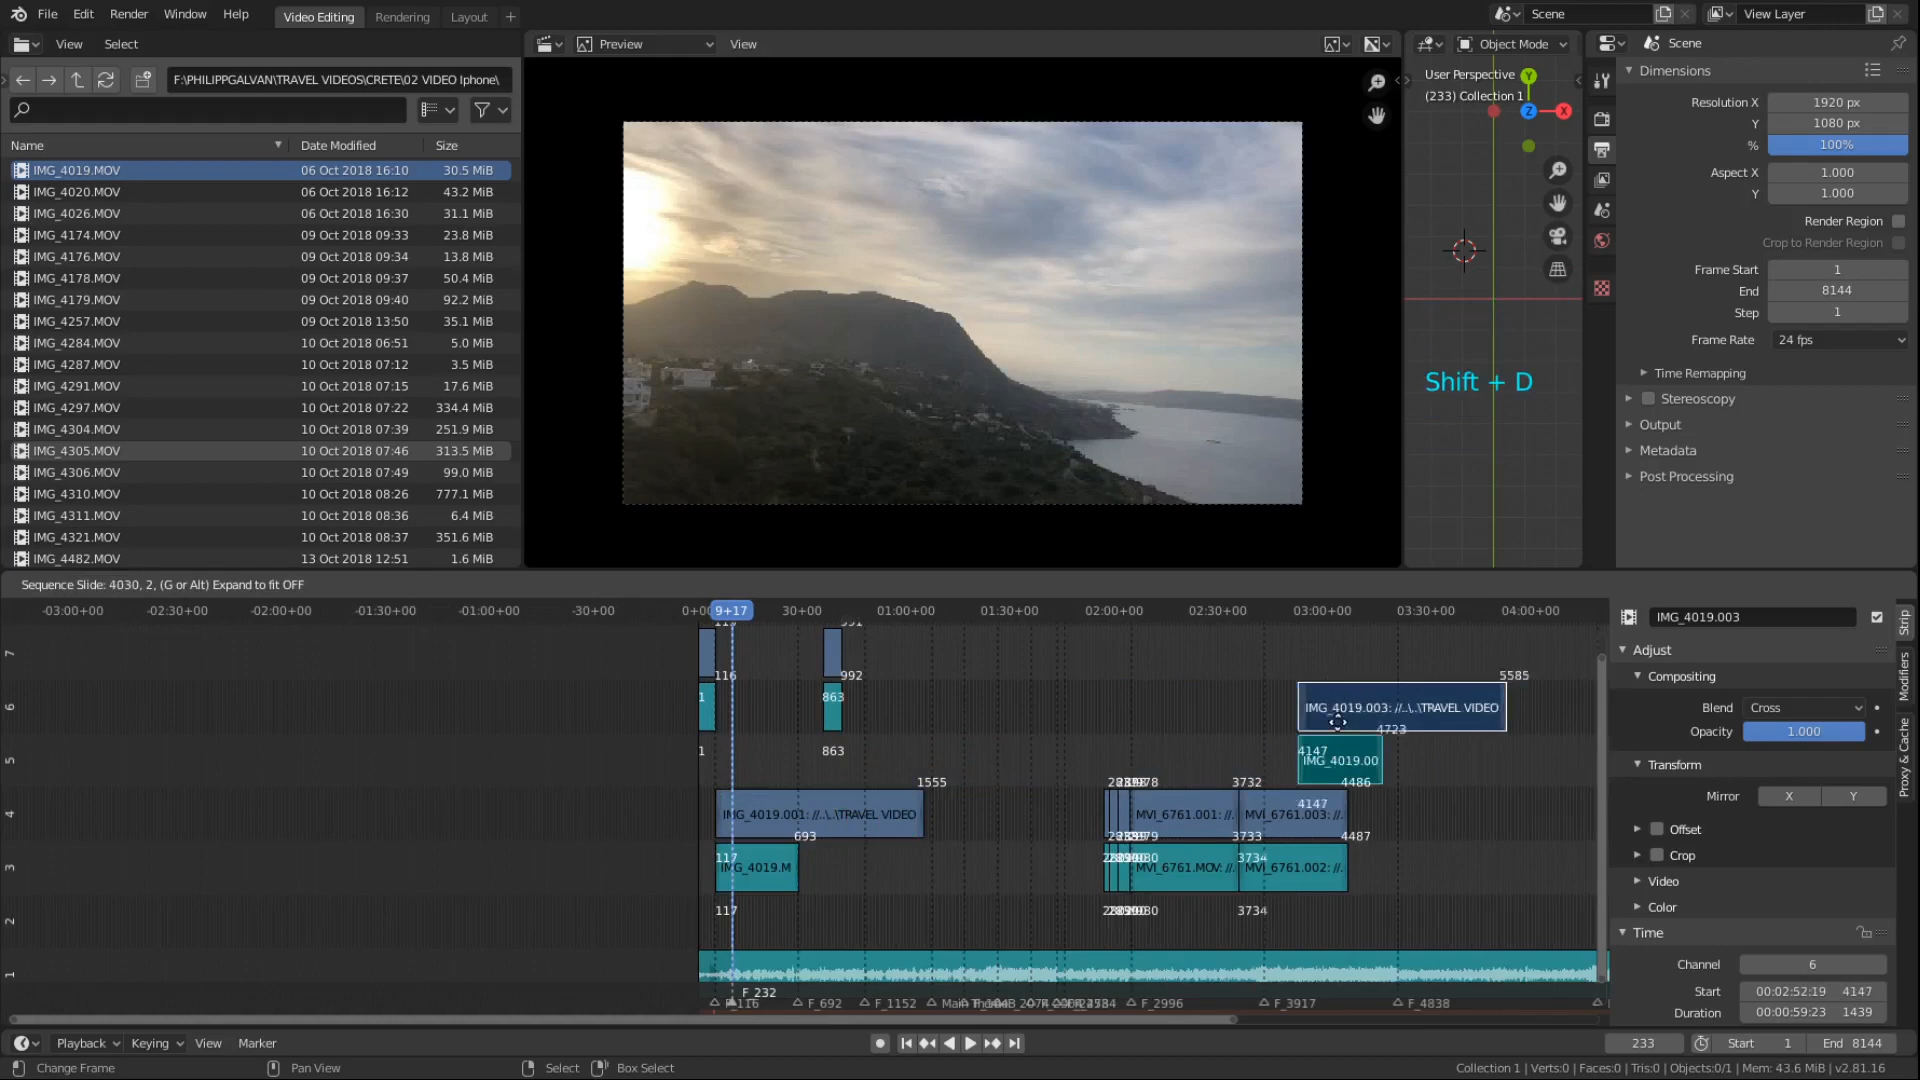 File Edit Render Window Help Video Editing Rendering Layout + Scene View Layer
View Select Preview View Object Mode Scene
F:\PHILIPPGALVAN\TRAVEL VIDEOS\CRETE\02 VIDEO Iphone\
User Perspective
(233) Collection 1
Y
Z
X
Name Date Modified Size
IMG_4019.MOV 06 Oct 2018 16:10 30.5 MiB
IMG_4020.MOV 06 Oct 2018 16:12 43.2 MiB
IMG_4026.MOV 06 Oct 2018 16:30 31.1 MiB
IMG_4174.MOV 09 Oct 2018 09:33 23.8 MiB
IMG_4176.MOV 09 Oct 2018 09:34 13.8 MiB
IMG_4178.MOV 09 Oct 2018 09:37 50.4 MiB
IMG_4179.MOV 09 Oct 2018 09:40 92.2 MiB
IMG_4257.MOV 09 Oct 2018 13:50 35.1 MiB
IMG_4284.MOV 10 Oct 2018 06:51 5.0 MiB
IMG_4287.MOV 10 Oct 2018 07:12 3.5 MiB
IMG_4291.MOV 10 Oct 2018 07:15 17.6 MiB
IMG_4297.MOV 10 Oct 2018 07:22 334.4 MiB
IMG_4304.MOV 10 Oct 2018 07:39 251.9 MiB
IMG_4305.MOV 10 Oct 2018 07:46 313.5 MiB
IMG_4306.MOV 10 Oct 2018 07:49 99.0 MiB
IMG_4310.MOV 10 Oct 2018 08:26 777.1 MiB
IMG_4311.MOV 10 Oct 2018 08:36 6.4 MiB
IMG_4321.MOV 10 Oct 2018 08:37 351.6 MiB
IMG_4482.MOV 13 Oct 2018 12:51 1.6 MiB
Shift + D
Dimensions
Resolution X 1920 px
Y 1080 px
% 100%
Aspect X 1.000
Y 1.000
Render Region
Crop to Render Region
Frame Start 1
End 8144
Step 1
Frame Rate 24 fps
Time Remapping
Stereoscopy
Output
Metadata
Post Processing
Sequence Slide: 4030, 2, (G or Alt) Expand to fit OFF
-03:00+00 -02:30+00 -02:00+00 -01:30+00 -01:00+00 -30+00 0+00 9+17 30+00 01:00+00 01:30+00 02:00+00 02:30+00 03:00+00 03:30+00 04:00+00
7
116 992 5585
6 1 863 IMG_4019.003: //..\..\TRAVEL VIDEO
4723
5 1 863 4147 IMG_4019.00
1555 3732 4486
4 IMG_4019.001: //..\..\TRAVEL VIDEO MVI_6761.001: //. MVI_6761.003: //. 4147
693 3733 4487
117 3734
3 IMG_4019.M MVI_6761.MOV: //. MVI_6761.002: //.
2 117 3734
1
F_232
F_692 F_1152 F_2996 F_3917 F_4838
IMG_4019.003
Adjust
Compositing
Blend Cross
Opacity 1.000
Transform
Mirror X Y
Offset
Crop
Video
Color
Time
Channel 6
Start 00:02:52:19 4147
Duration 00:00:59:23 1439
Strip
Modifiers
Proxy & Cache
Playback Keying View Marker 233 Start 1 End 8144
Change Frame Pan View Select Box Select Collection 1 | Verts:0 | Faces:0 | Tris:0 | Objects:0/1 | Mem: 43.6 MiB | v2.81.16